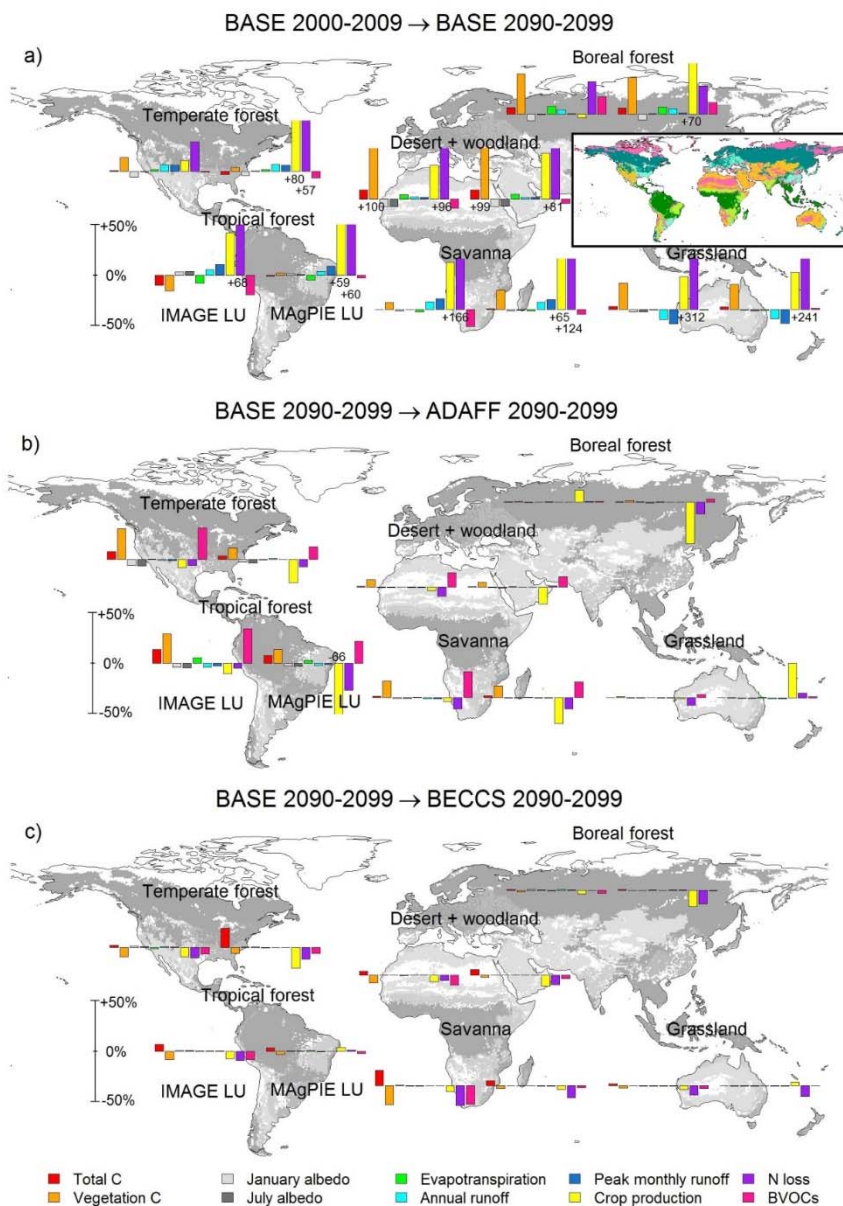 BASE 2000-2009 → BASE 2090-2099
a)
Boreal forest
Temperate forest
+70
Desert + woodland
+80
+57
+100
+96
+99
+81
+50%
Tropical forest
Savanna
Grassland
0%
+68
+59
+60
-50%
IMAGE LU
MAgPIE LU
+166
+65
+124
+312
+241
BASE 2090-2099 → ADAFF 2090-2099
b)
Boreal forest
Temperate forest
Desert + woodland
+50%
Tropical forest
Savanna
Grassland
-66
0%
IMAGE LU
MAgPIE LU
-50%
BASE 2090-2099 → BECCS 2090-2099
c)
Boreal forest
Temperate forest
Desert + woodland
+50%
Tropical forest
Savanna
Grassland
0%
IMAGE LU
MAgPIE LU
-50%
Total C
January albedo
Evapotranspiration
Peak monthly runoff
N loss
Vegetation C
July albedo
Annual runoff
Crop production
BVOCs